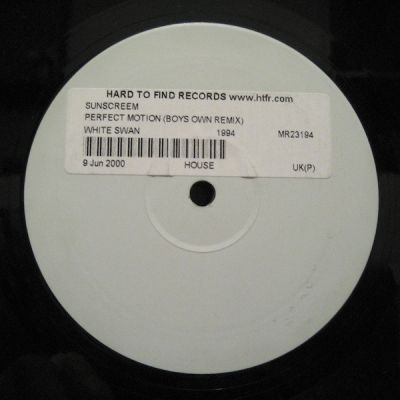 HARD TO FIND RECORDS www.htfr.com
SUNSCREEM
PERFECT MOTION (BOYS OWN REMIX)
WHITE SWAN 1994 MR23194
9 Jun 2000 HOUSE UK(P)